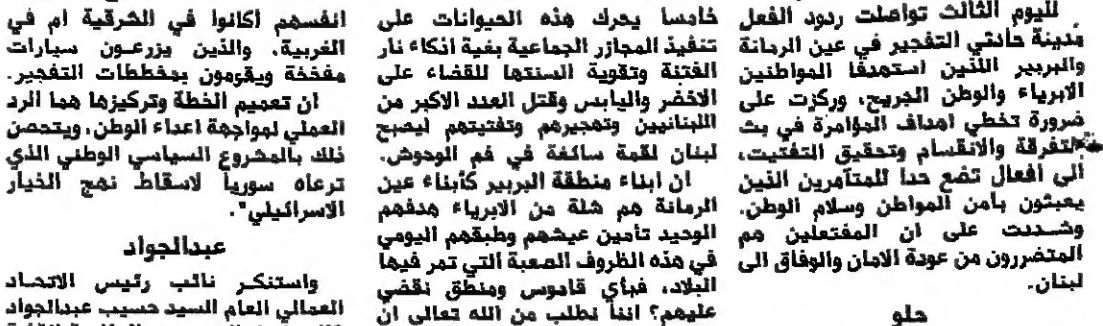 لليوم الثالث تواصلت ردود الفعل
مدينة حادثتي التفجير في عين الرمانة
والبربير اللذين استهدفا المواطنين
الابرياء والوطن الجريح، وركزت على
ضرورة تخطي اهداف المؤامرة في بث
التفرقة والانقسام وتحقيق التفتيت،
الى افعال تضع حدا للمتآمرين الذين
يعبثون بأمن المواطن وسلام الوطن.
وشددت على ان المفتعلين هم
المتضررون من عودة الامان والوفاق الى
لبنان.
حلو
خامسا يحرك هذه الحيوانات على
تنفيذ المجازر الجماعية بغية اذكاء نار
الفتنة وتقوية السنتها للقضاء على
الاخضر واليابس وقتل العدد الاكبر من
اللبنانيين وتهجيرهم وتفتيتهم ليصبح
لبنان لقمة سائغة في فم الوحوش.
ان ابناء منطقة البربير كأبناء عين
الرمانة هم شلة من الابرياء هدفهم
الوحيد تأمين عيشهم وطبقهم اليومي
في هذه الظروف الصعبة التي تمر فيها
البلاد، فبأي قاموس ومنطق نقضي
عليهم؟ اننا نطلب من الله تعالى ان
انفسهم اكانوا في الشرقية ام في
الغربية. والذين يزرعون سيارات
مفخخة ويقومون بمخططات التفجير.
ان تعميم الخطة وتركيزها هما الرد
العملي لمواجهة اعداء الوطن، ويتحصن
ذلك بالمشروع السياسي الوطني الذي
ترعاه سوريا لاسقاط نهج الخيار
الاسرائيلي".
عبدالجواد
واستنكر نائب رئيس الاتحاد
العمالي العام السيد حسيب عبدالجواد